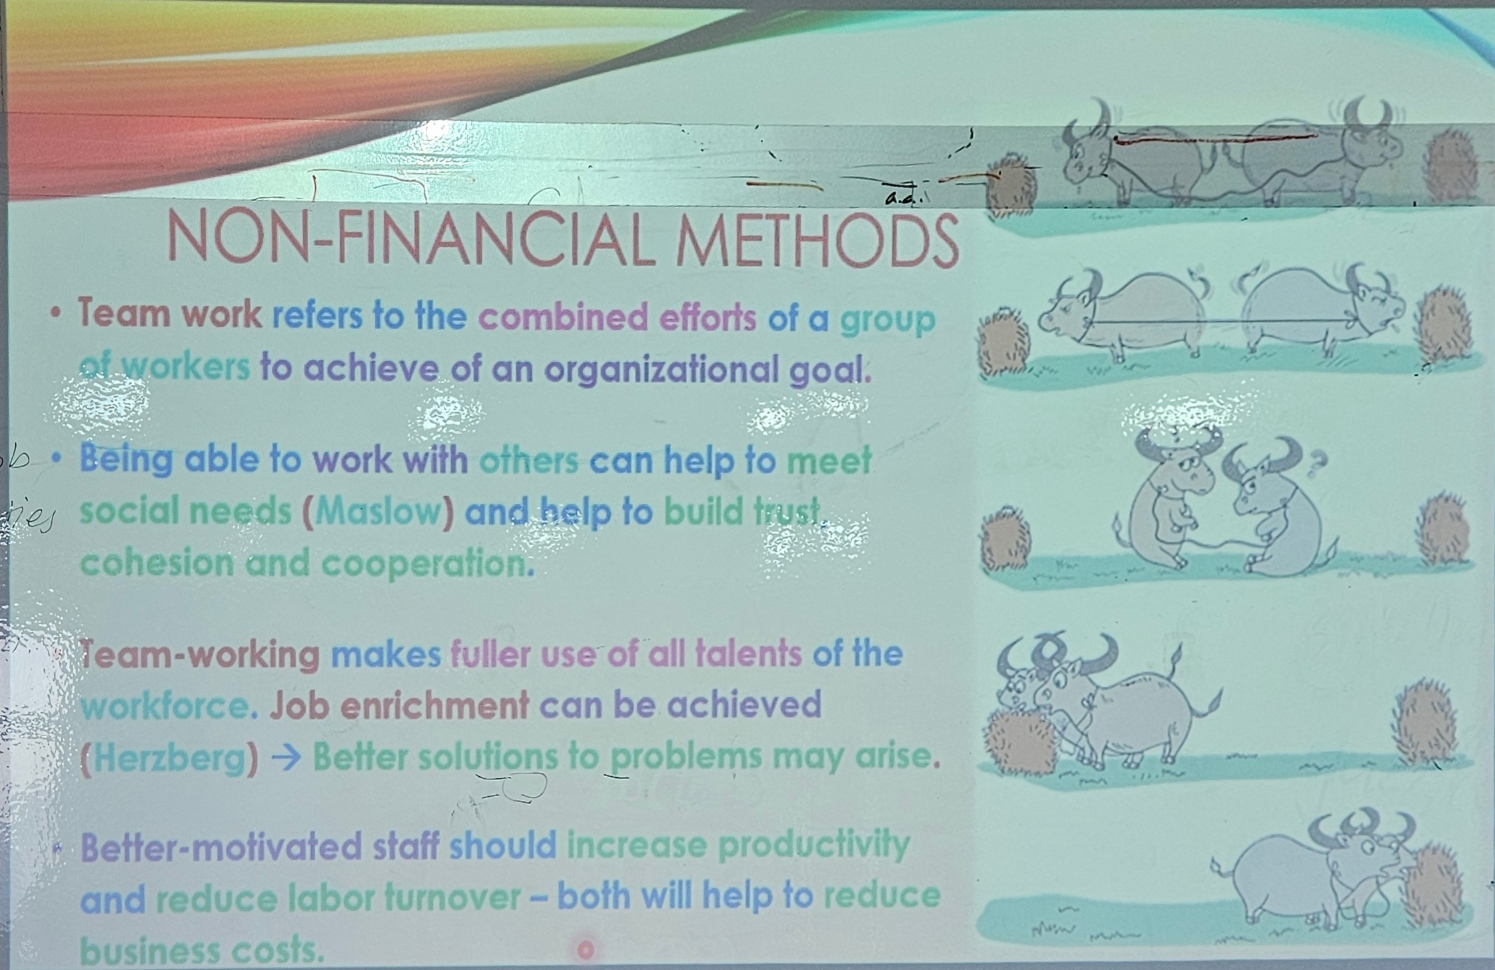 a.a.
NON-FINANCIAL METHODS
• Team work refers to the combined efforts of a group
of workers to achieve of an organizational goal.
• Being able to work with others can help to meet
social needs (Maslow) and help to build trust,
cohesion and cooperation.
• Team-working makes fuller use of all talents of the
workforce. Job enrichment can be achieved
(Herzberg) → Better solutions to problems may arise.
• Better-motivated staff should increase productivity
and reduce labor turnover – both will help to reduce
business costs.
?